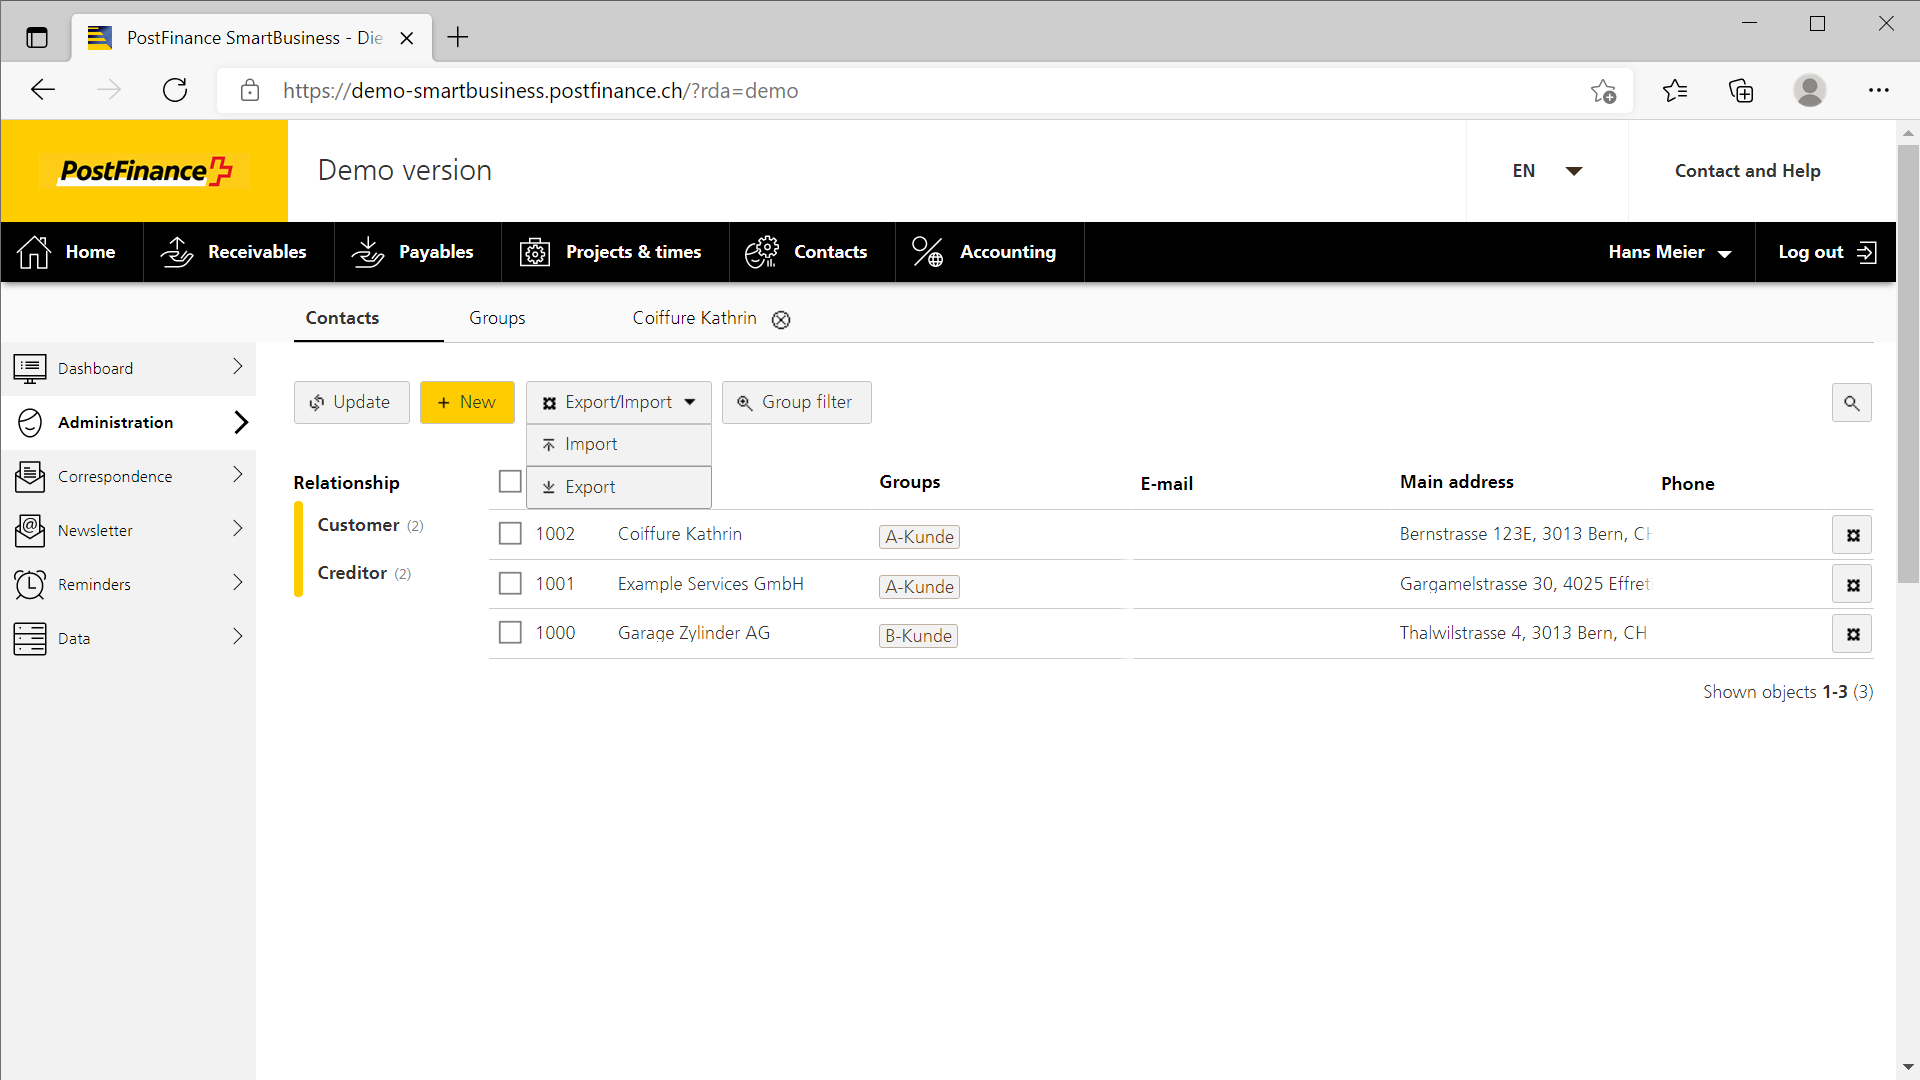 PostFinance SmartBusiness - Die
https://demo-smartbusiness.postfinance.ch/?rda=demo
PostFinance
Demo version
EN
Contact and Help
Home
Receivables
Payables
Projects & times
Contacts
Accounting
Hans Meier
Log out
Contacts
Groups
Coiffure Kathrin
Dashboard
Administration
Correspondence
Newsletter
Reminders
Data
Update
+ New
Export/Import
Group filter
Import
Export
Relationship
Customer (2)
Creditor (2)
Groups
E-mail
Main address
Phone
1002 Coiffure Kathrin A-Kunde Bernstrasse 123E, 3013 Bern, CH
1001 Example Services GmbH A-Kunde Gargamelstrasse 30, 4025 Effreti
1000 Garage Zylinder AG B-Kunde Thalwilstrasse 4, 3013 Bern, CH
Shown objects 1-3 (3)